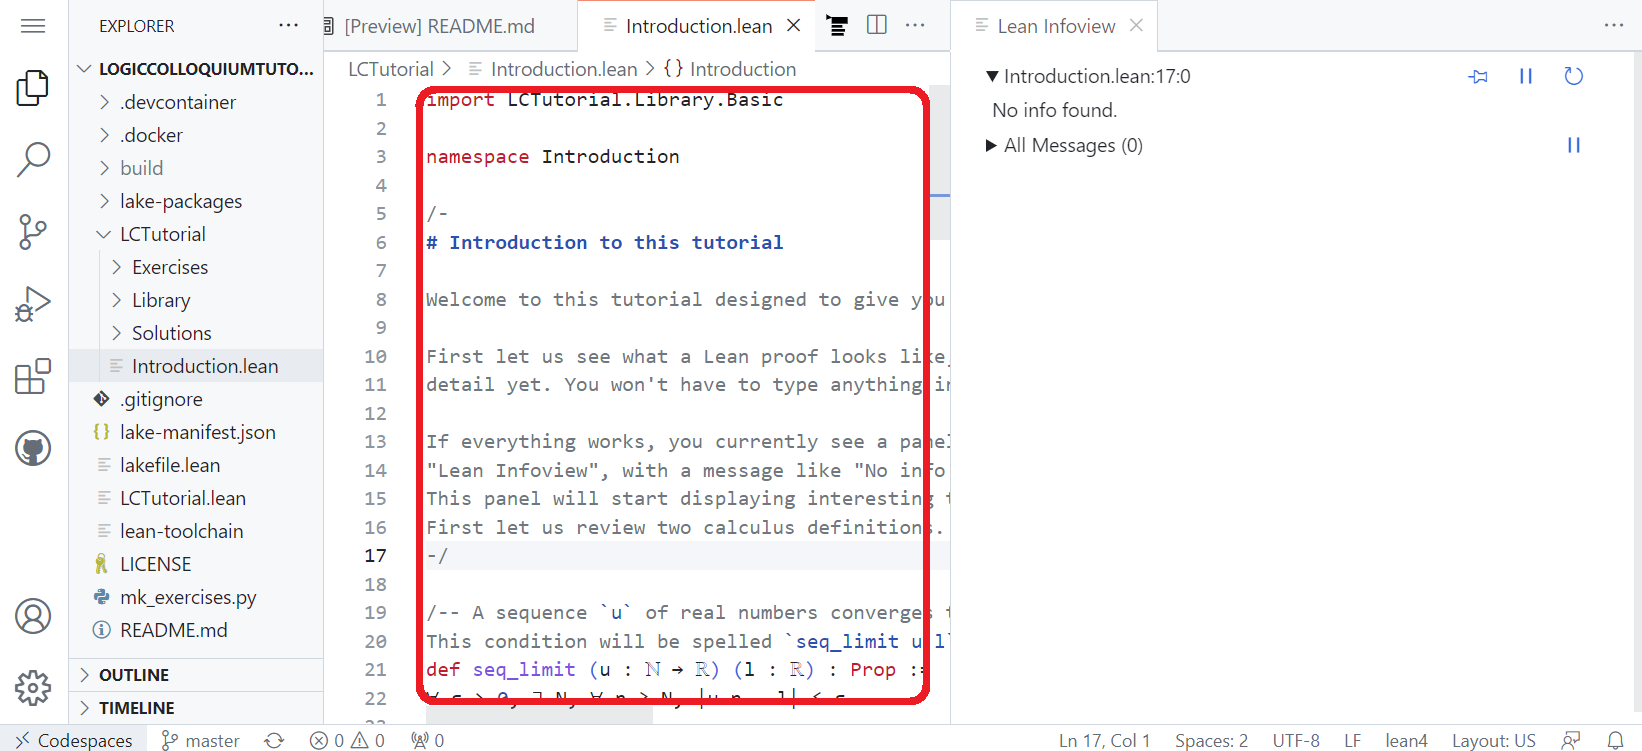 EXPLORER
LOGICCOLLOQUIUMTUTO...
.devcontainer
.docker
build
lake-packages
LCTutorial
Exercises
Library
Solutions
Introduction.lean
.gitignore
lake-manifest.json
lakefile.lean
LCTutorial.lean
lean-toolchain
LICENSE
mk_exercises.py
README.md
OUTLINE
TIMELINE
[Preview] README.md
Introduction.lean
LCTutorial > Introduction.lean > {} Introduction
1 import LCTutorial.Library.Basic
2
3 namespace Introduction
4
5 /-
6 # Introduction to this tutorial
7
8 Welcome to this tutorial designed to give you
9
10 First let us see what a Lean proof looks like,
11 detail yet. You won't have to type anything in
12
13 If everything works, you currently see a panel
14 "Lean Infoview", with a message like "No info
15 This panel will start displaying interesting
16 First let us review two calculus definitions.
17 -/
18
19 /-- A sequence `u` of real numbers converges
20 This condition will be spelled `seq_limit u l`
21 def seq_limit (u : ℕ → ℝ) (l : ℝ) : Prop :=
22
Lean Infoview
Introduction.lean:17:0
No info found.
All Messages (0)
Codespaces
master
0 0
0
Ln 17, Col 1
Spaces: 2
UTF-8
LF
lean4
Layout: US